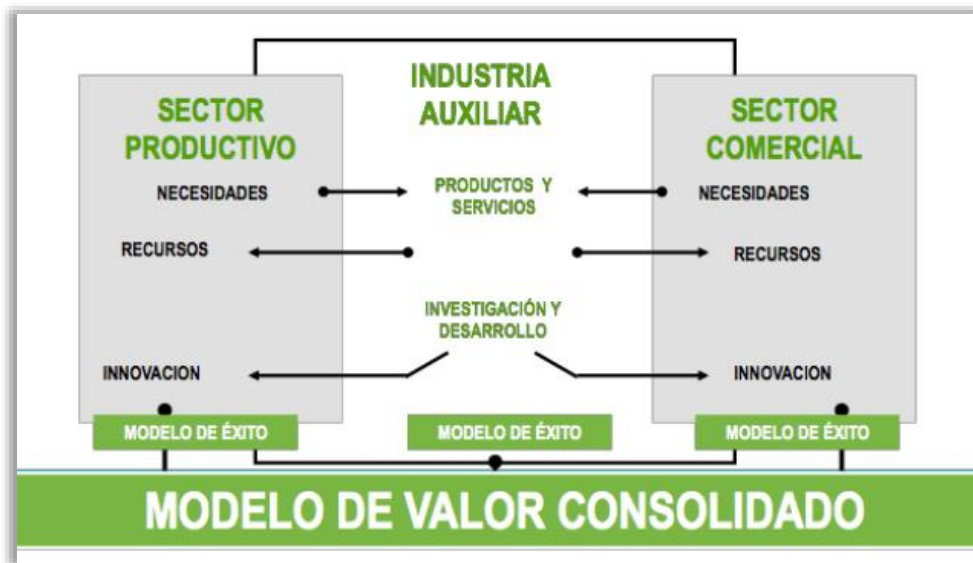 INDUSTRIA
AUXILIAR
SECTOR
PRODUCTIVO
SECTOR
COMERCIAL
NECESIDADES
PRODUCTOS Y
SERVICIOS
NECESIDADES
RECURSOS
RECURSOS
INVESTIGACIÓN Y
DESARROLLO
INNOVACION
INNOVACION
MODELO DE ÉXITO
MODELO DE ÉXITO
MODELO DE ÉXITO
MODELO DE VALOR CONSOLIDADO